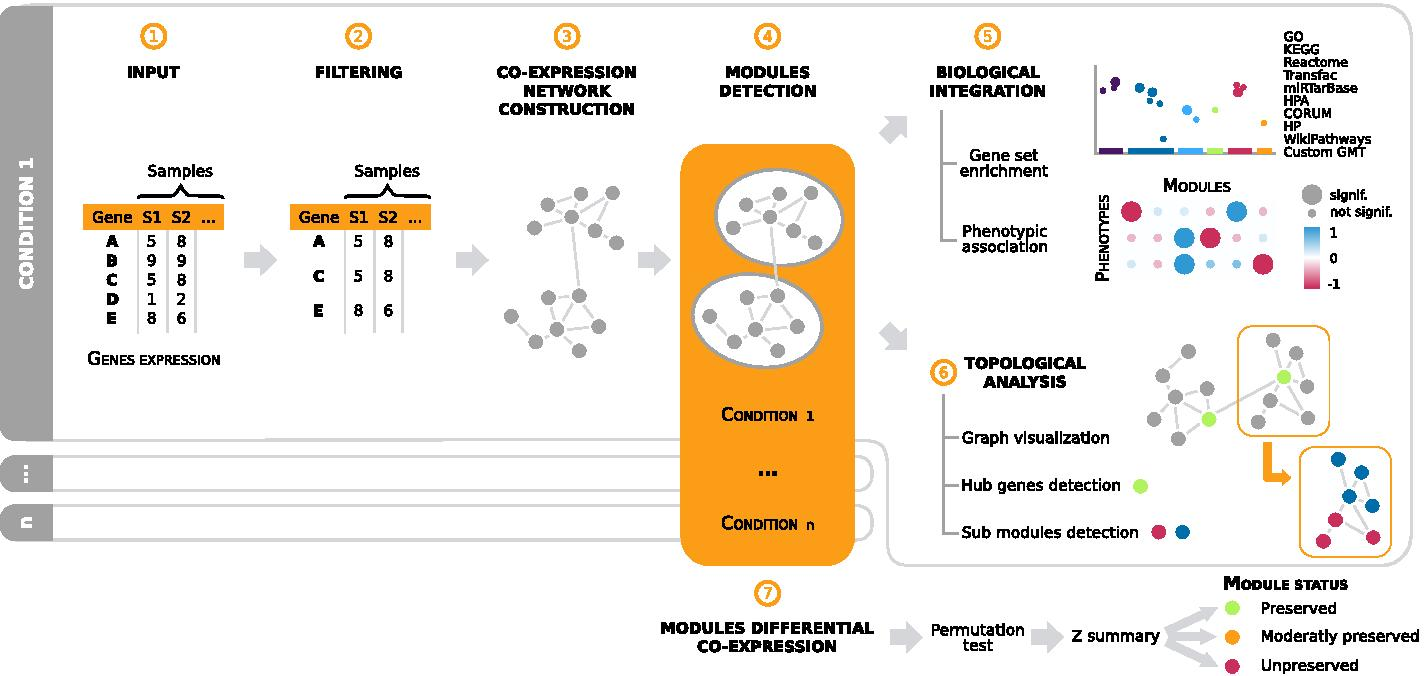 CONDITION 1
...
n
1
INPUT
Samples
Gene S1 S2 ...
A 5 8
B 9 9
C 5 8
D 1 2
E 8 6
GENES EXPRESSION
2
FILTERING
Samples
Gene S1 S2 ...
A 5 8
C 5 8
E 8 6
3
CO-EXPRESSION
NETWORK
CONSTRUCTION
4
MODULES
DETECTION
CONDITION 1
...
CONDITION n
5
BIOLOGICAL
INTEGRATION
Gene set
enrichment
Phenotypic
association
GO
KEGG
Reactome
Transfac
miRTarBase
HPA
CORUM
HP
WikiPathways
Custom GMT
MODULES
PHENOTYPES
signif.
not signif.
1
0
-1
6
TOPOLOGICAL
ANALYSIS
Graph visualization
Hub genes detection
Sub modules detection
7
MODULES DIFFERENTIAL
CO-EXPRESSION
Permutation
test
Z summary
MODULE STATUS
Preserved
Moderatly preserved
Unpreserved